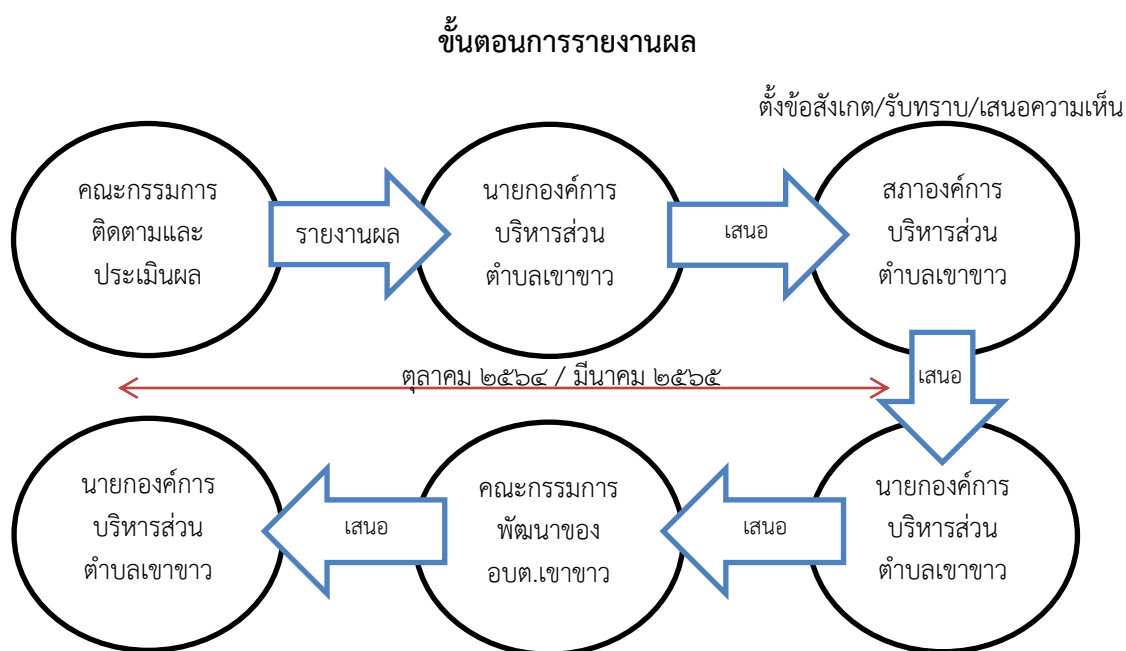 ขั้นตอนการรายงานผล
ตั้งข้อสังเกต/รับทราบ/เสนอความเห็น
คณะกรรมการ
ติดตามและ
ประเมินผล
รายงานผล
นายกองค์การ
บริหารส่วน
ตำบลเขาขาว
เสนอ
สภาองค์การ
บริหารส่วน
ตำบลเขาขาว
เสนอ
ตุลาคม ๒๕๖๔ / มีนาคม ๒๕๖๕
นายกองค์การ
บริหารส่วน
ตำบลเขาขาว
เสนอ
คณะกรรมการ
พัฒนาของ
อบต.เขาขาว
เสนอ
นายกองค์การ
บริหารส่วน
ตำบลเขาขาว